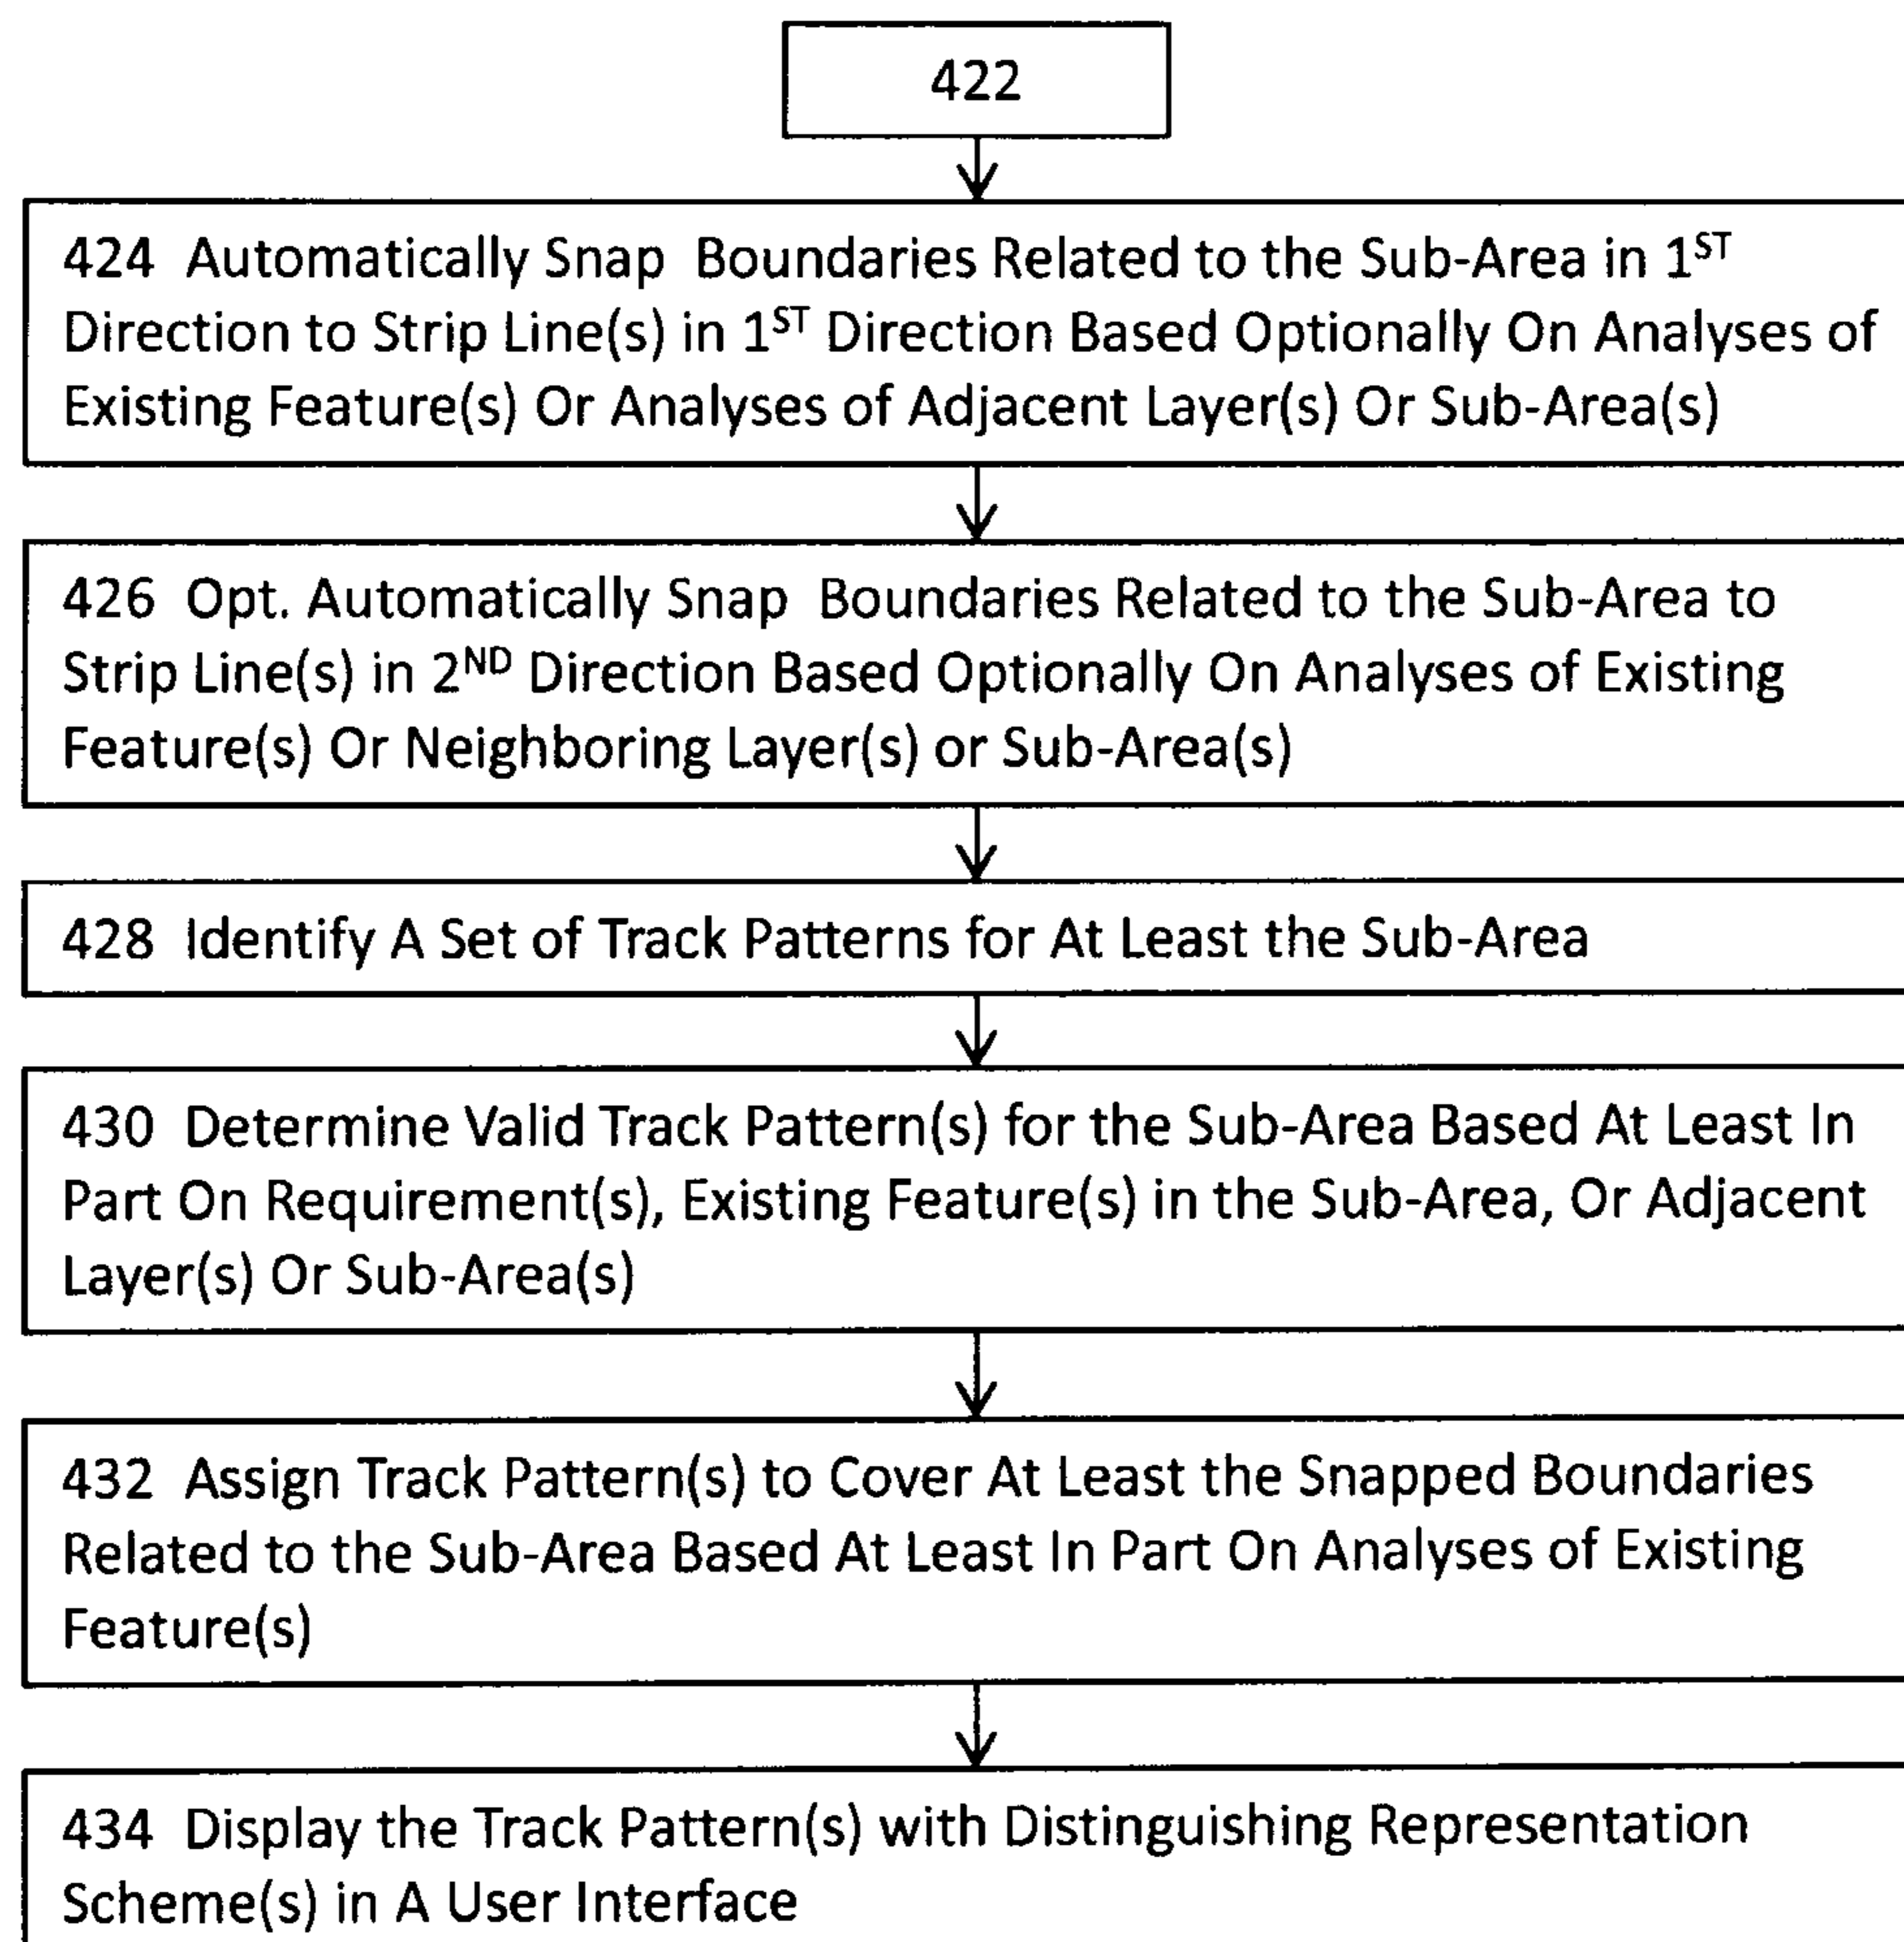 422
424 Automatically Snap Boundaries Related to the Sub-Area in 1ST
Direction to Strip Line(s) in 1ST Direction Based Optionally On Analyses of
Existing Feature(s) Or Analyses of Adjacent Layer(s) Or Sub-Area(s)
426 Opt. Automatically Snap Boundaries Related to the Sub-Area to
Strip Line(s) in 2ND Direction Based Optionally On Analyses of Existing
Feature(s) Or Neighboring Layer(s) or Sub-Area(s)
428 Identify A Set of Track Patterns for At Least the Sub-Area
430 Determine Valid Track Pattern(s) for the Sub-Area Based At Least In
Part On Requirement(s), Existing Feature(s) in the Sub-Area, Or Adjacent
Layer(s) Or Sub-Area(s)
432 Assign Track Pattern(s) to Cover At Least the Snapped Boundaries
Related to the Sub-Area Based At Least In Part On Analyses of Existing
Feature(s)
434 Display the Track Pattern(s) with Distinguishing Representation
Scheme(s) in A User Interface